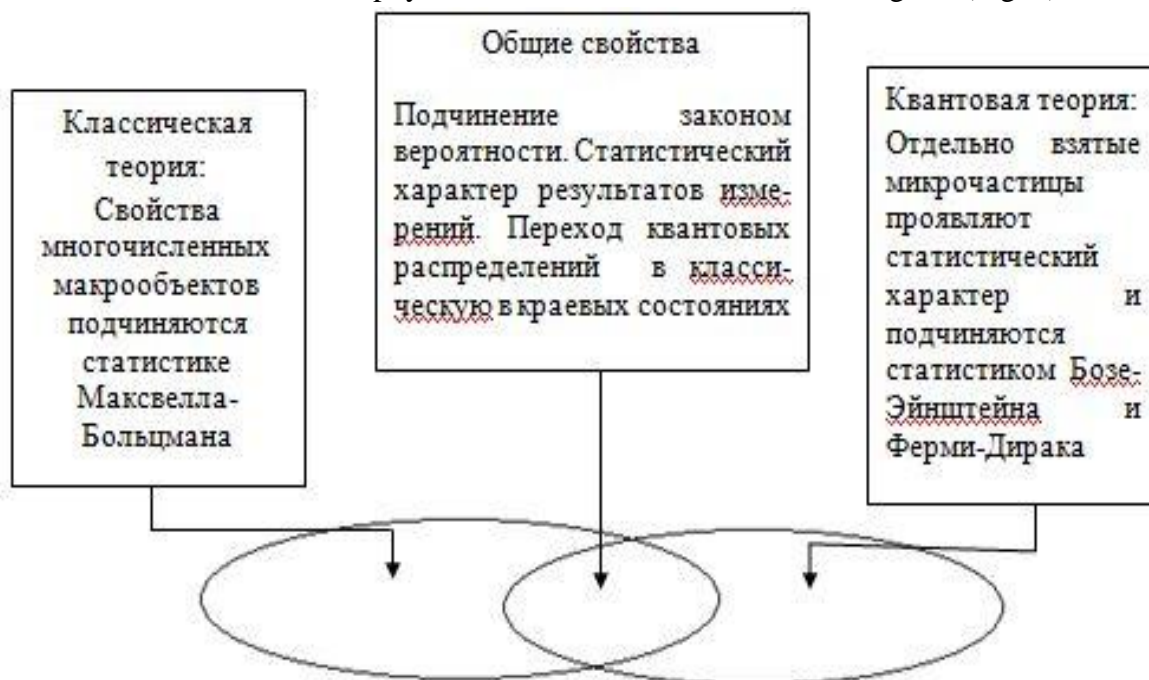 Классическая
теория:
Свойства
многочисленных
макрообъектов
подчиняются
статистике
Максвелла-
Больцмана
Общие свойства
Подчинение законом
вероятности. Статистический
характер результатов изме-
рений. Переход квантовых
распределений в класси-
ческую в краевых состояниях
Квантовая теория:
Отдельно взятые
микрочастицы
проявляют
статистический
характер и
подчиняются
статистиком Бозе-
Эйнштейна и
Ферми-Дирака